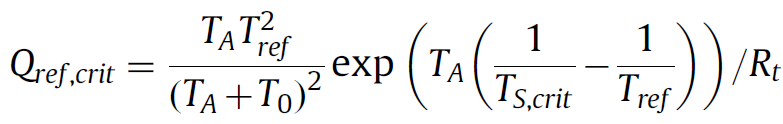 Q_{ref,crit} = \frac{T_A T_{ref}^2}{(T_A + T_0)^2} \exp\left(T_A\left(\frac{1}{T_{S,crit}} - \frac{1}{T_{ref}}\right)\right)/R_t